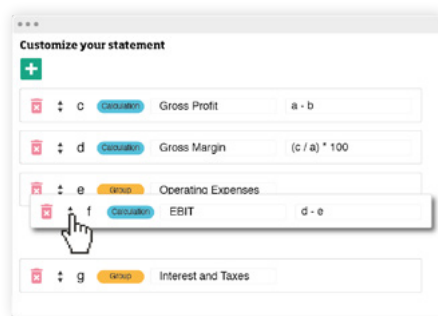 Customize your statement
+
c Calculation Gross Profit a - b
d Calculation Gross Margin (c / a) * 100
e Group Operating Expenses
f Calculation EBIT d - e
g Group Interest and Taxes